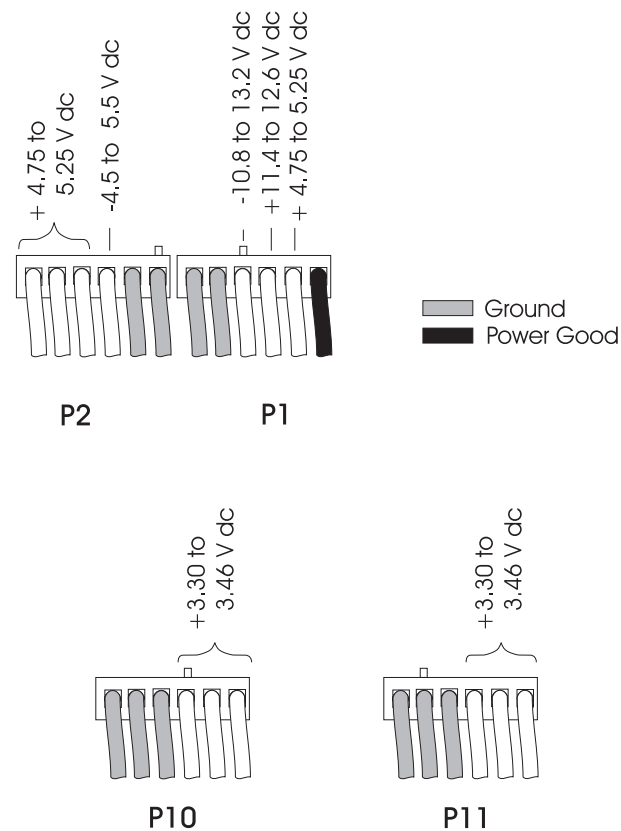 + 4.75 to
5.25 V dc
-4.5 to 5.5 V dc
-10.8 to 13.2 V dc
+11.4 to 12.6 V dc
+ 4.75 to 5.25 V dc
Ground
Power Good
P2
P1
+3.30 to
3.46 V dc
+3.30 to
3.46 V dc
P10
P11